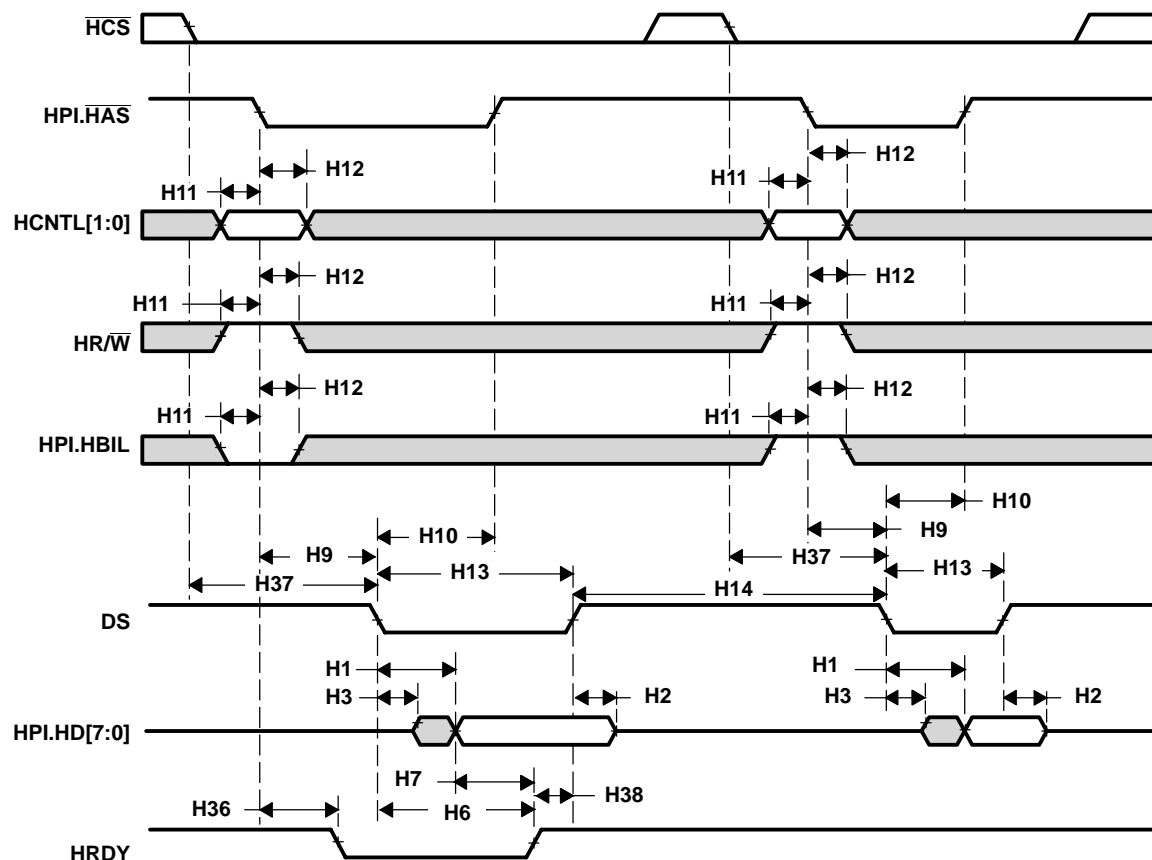 HCS
HPI.HAS
H12
H12
H11
H11
HCNTL[1:0]
H12
H12
H11
H11
HR/W
H12
H12
H11
H11
HPI.HBIL
H10
H10
H9
H9
H37
H13
H37
H13
H14
DS
H1
H1
H3
H2
H3
H2
HPI.HD[7:0]
H7
H38
H36
H6
HRDY